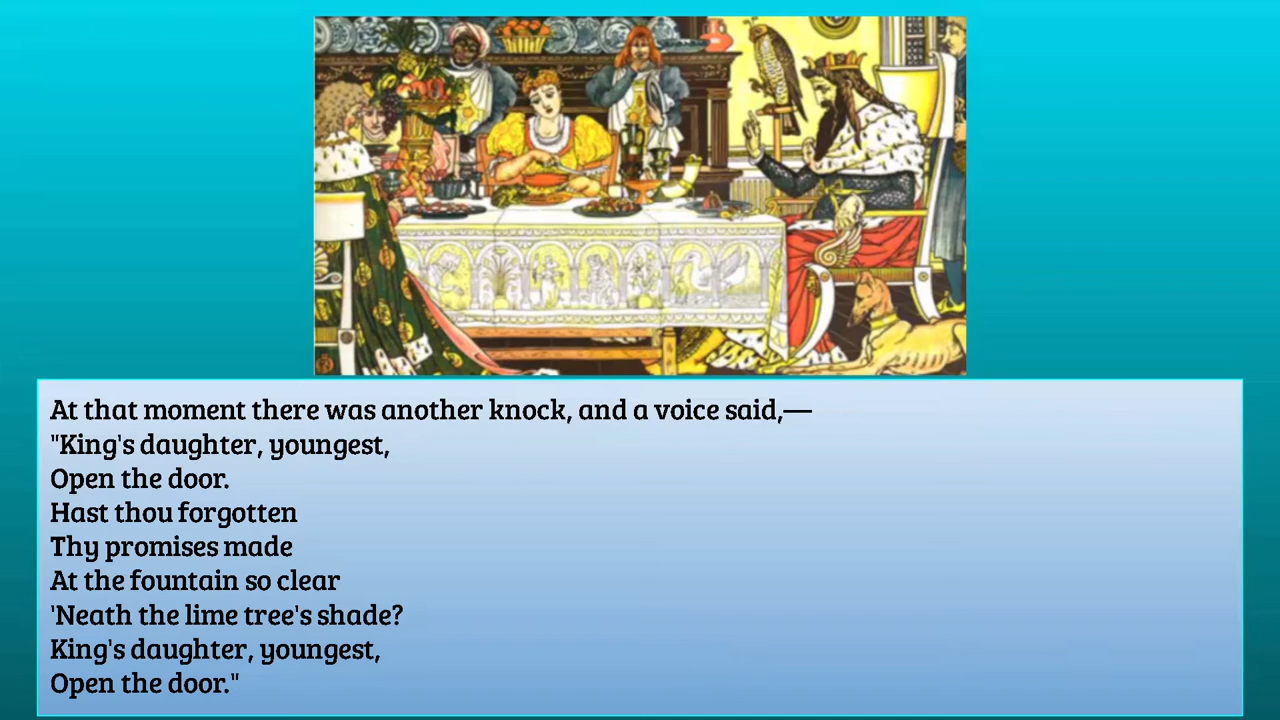 At that moment there was another knock, and a voice said,—
"King's daughter, youngest,
Open the door.
Hast thou forgotten
Thy promises made
At the fountain so clear
'Neath the lime tree's shade?
King's daughter, youngest,
Open the door."